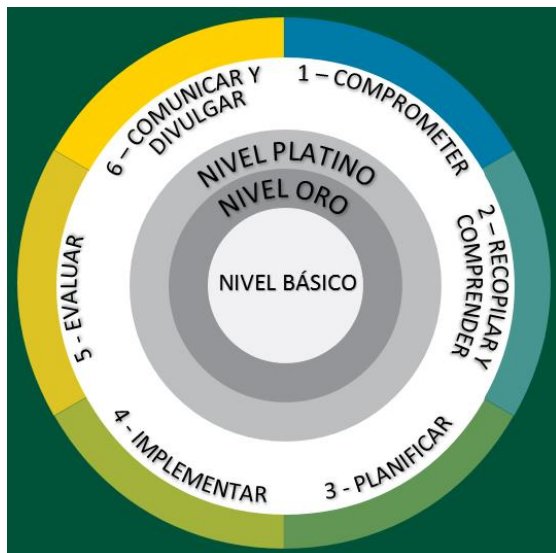 1 – COMPROMETER
2 – RECOPILAR Y
COMPRENDER
3 - PLANIFICAR
4 - IMPLEMENTAR
5 - EVALUAR
6 – COMUNICAR Y
DIVULGAR
NIVEL PLATINO
NIVEL ORO
NIVEL BÁSICO